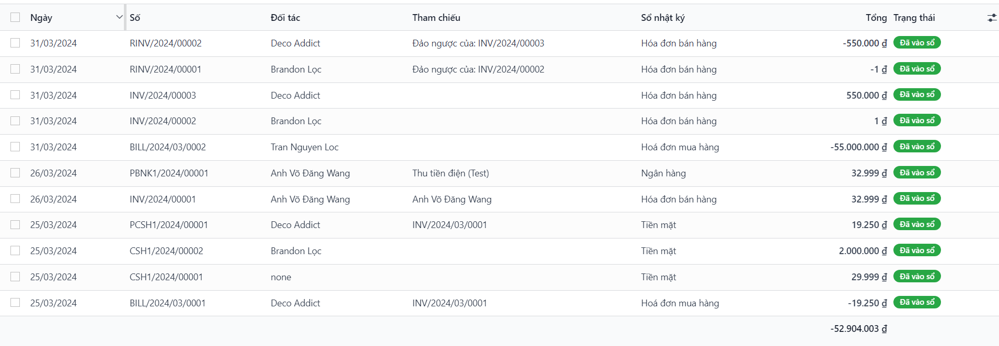 Ngày Số Đối tác Tham chiếu Sổ nhật ký Tổng Trạng thái
31/03/2024 RINV/2024/00002 Deco Addict Đảo ngược của: INV/2024/00003 Hóa đơn bán hàng -550.000 ₫ Đã vào sổ
31/03/2024 RINV/2024/00001 Brandon Lọc Đảo ngược của: INV/2024/00002 Hóa đơn bán hàng -1 ₫ Đã vào sổ
31/03/2024 INV/2024/00003 Deco Addict Hóa đơn bán hàng 550.000 ₫ Đã vào sổ
31/03/2024 INV/2024/00002 Brandon Lọc Hóa đơn bán hàng 1 ₫ Đã vào sổ
31/03/2024 BILL/2024/03/0002 Tran Nguyen Loc Hoá đơn mua hàng -55.000.000 ₫ Đã vào sổ
26/03/2024 PBNK1/2024/00001 Anh Võ Đăng Wang Thu tiền điện (Test) Ngân hàng 32.999 ₫ Đã vào sổ
26/03/2024 INV/2024/00001 Anh Võ Đăng Wang Anh Võ Đăng Wang Hóa đơn bán hàng 32.999 ₫ Đã vào sổ
25/03/2024 PCSH1/2024/00001 Deco Addict INV/2024/03/0001 Tiền mặt 19.250 ₫ Đã vào sổ
25/03/2024 CSH1/2024/00002 Brandon Lọc Tiền mặt 2.000.000 ₫ Đã vào sổ
25/03/2024 CSH1/2024/00001 none Tiền mặt 29.999 ₫ Đã vào sổ
25/03/2024 BILL/2024/03/0001 Deco Addict INV/2024/03/0001 Hoá đơn mua hàng -19.250 ₫ Đã vào sổ
-52.904.003 ₫